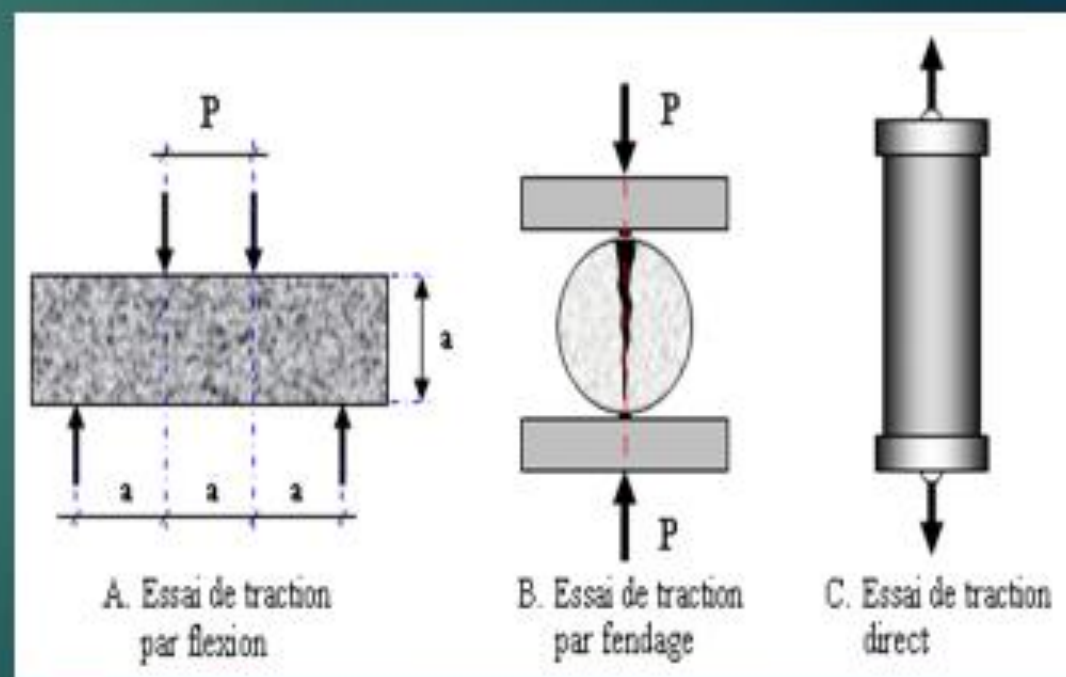 P
a
a a a
A. Essai de traction
par flexion
P
P
B. Essai de traction
par fendage
C. Essai de traction
direct